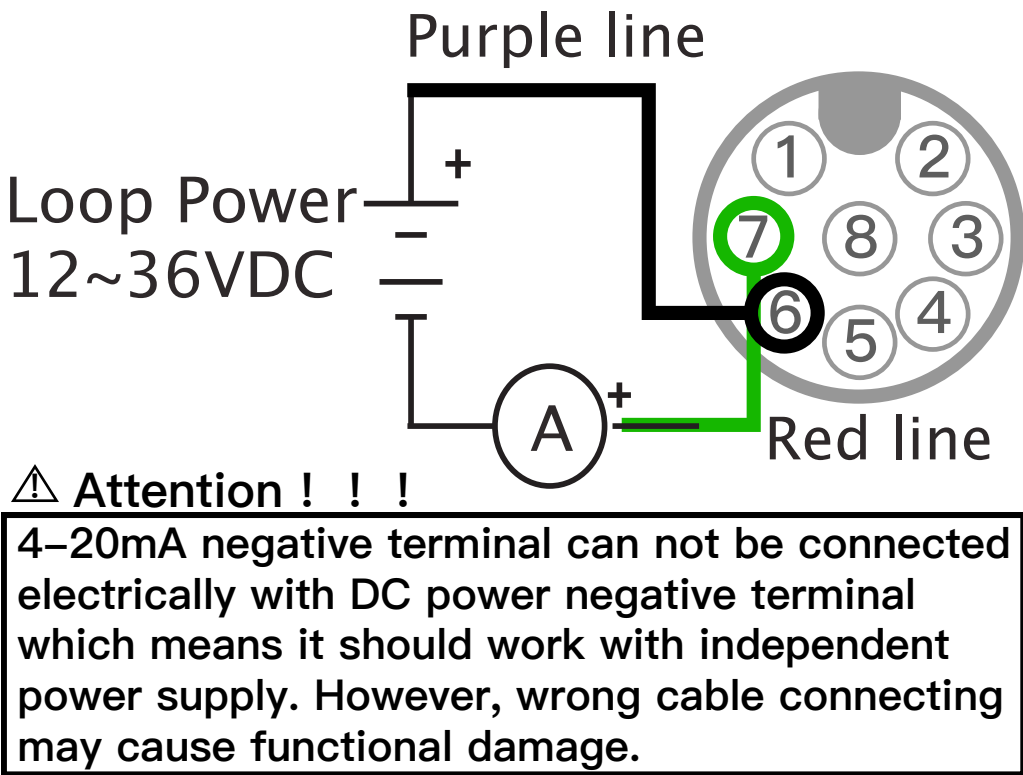 Purple line
+
Loop Power
12~36VDC
1
2
7
8
3
6
5
4
A
+
Red line
⚠ Attention！！！
4–20mA negative terminal can not be connected
electrically with DC power negative terminal
which means it should work with independent
power supply. However, wrong cable connecting
may cause functional damage.